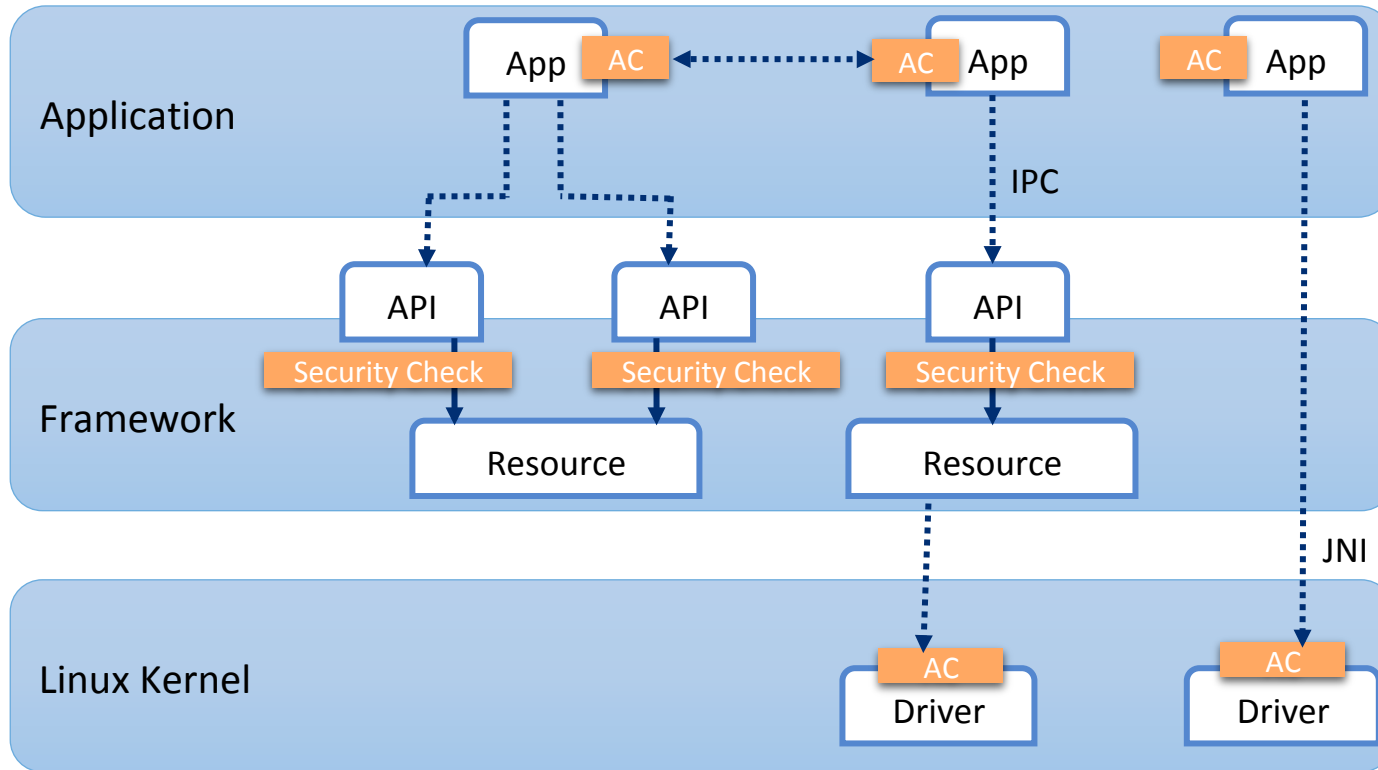 App
AC
AC
App
AC
App
Application
IPC
API
API
API
Security Check
Security Check
Security Check
Framework
Resource
Resource
JNI
AC
AC
Linux Kernel
Driver
Driver